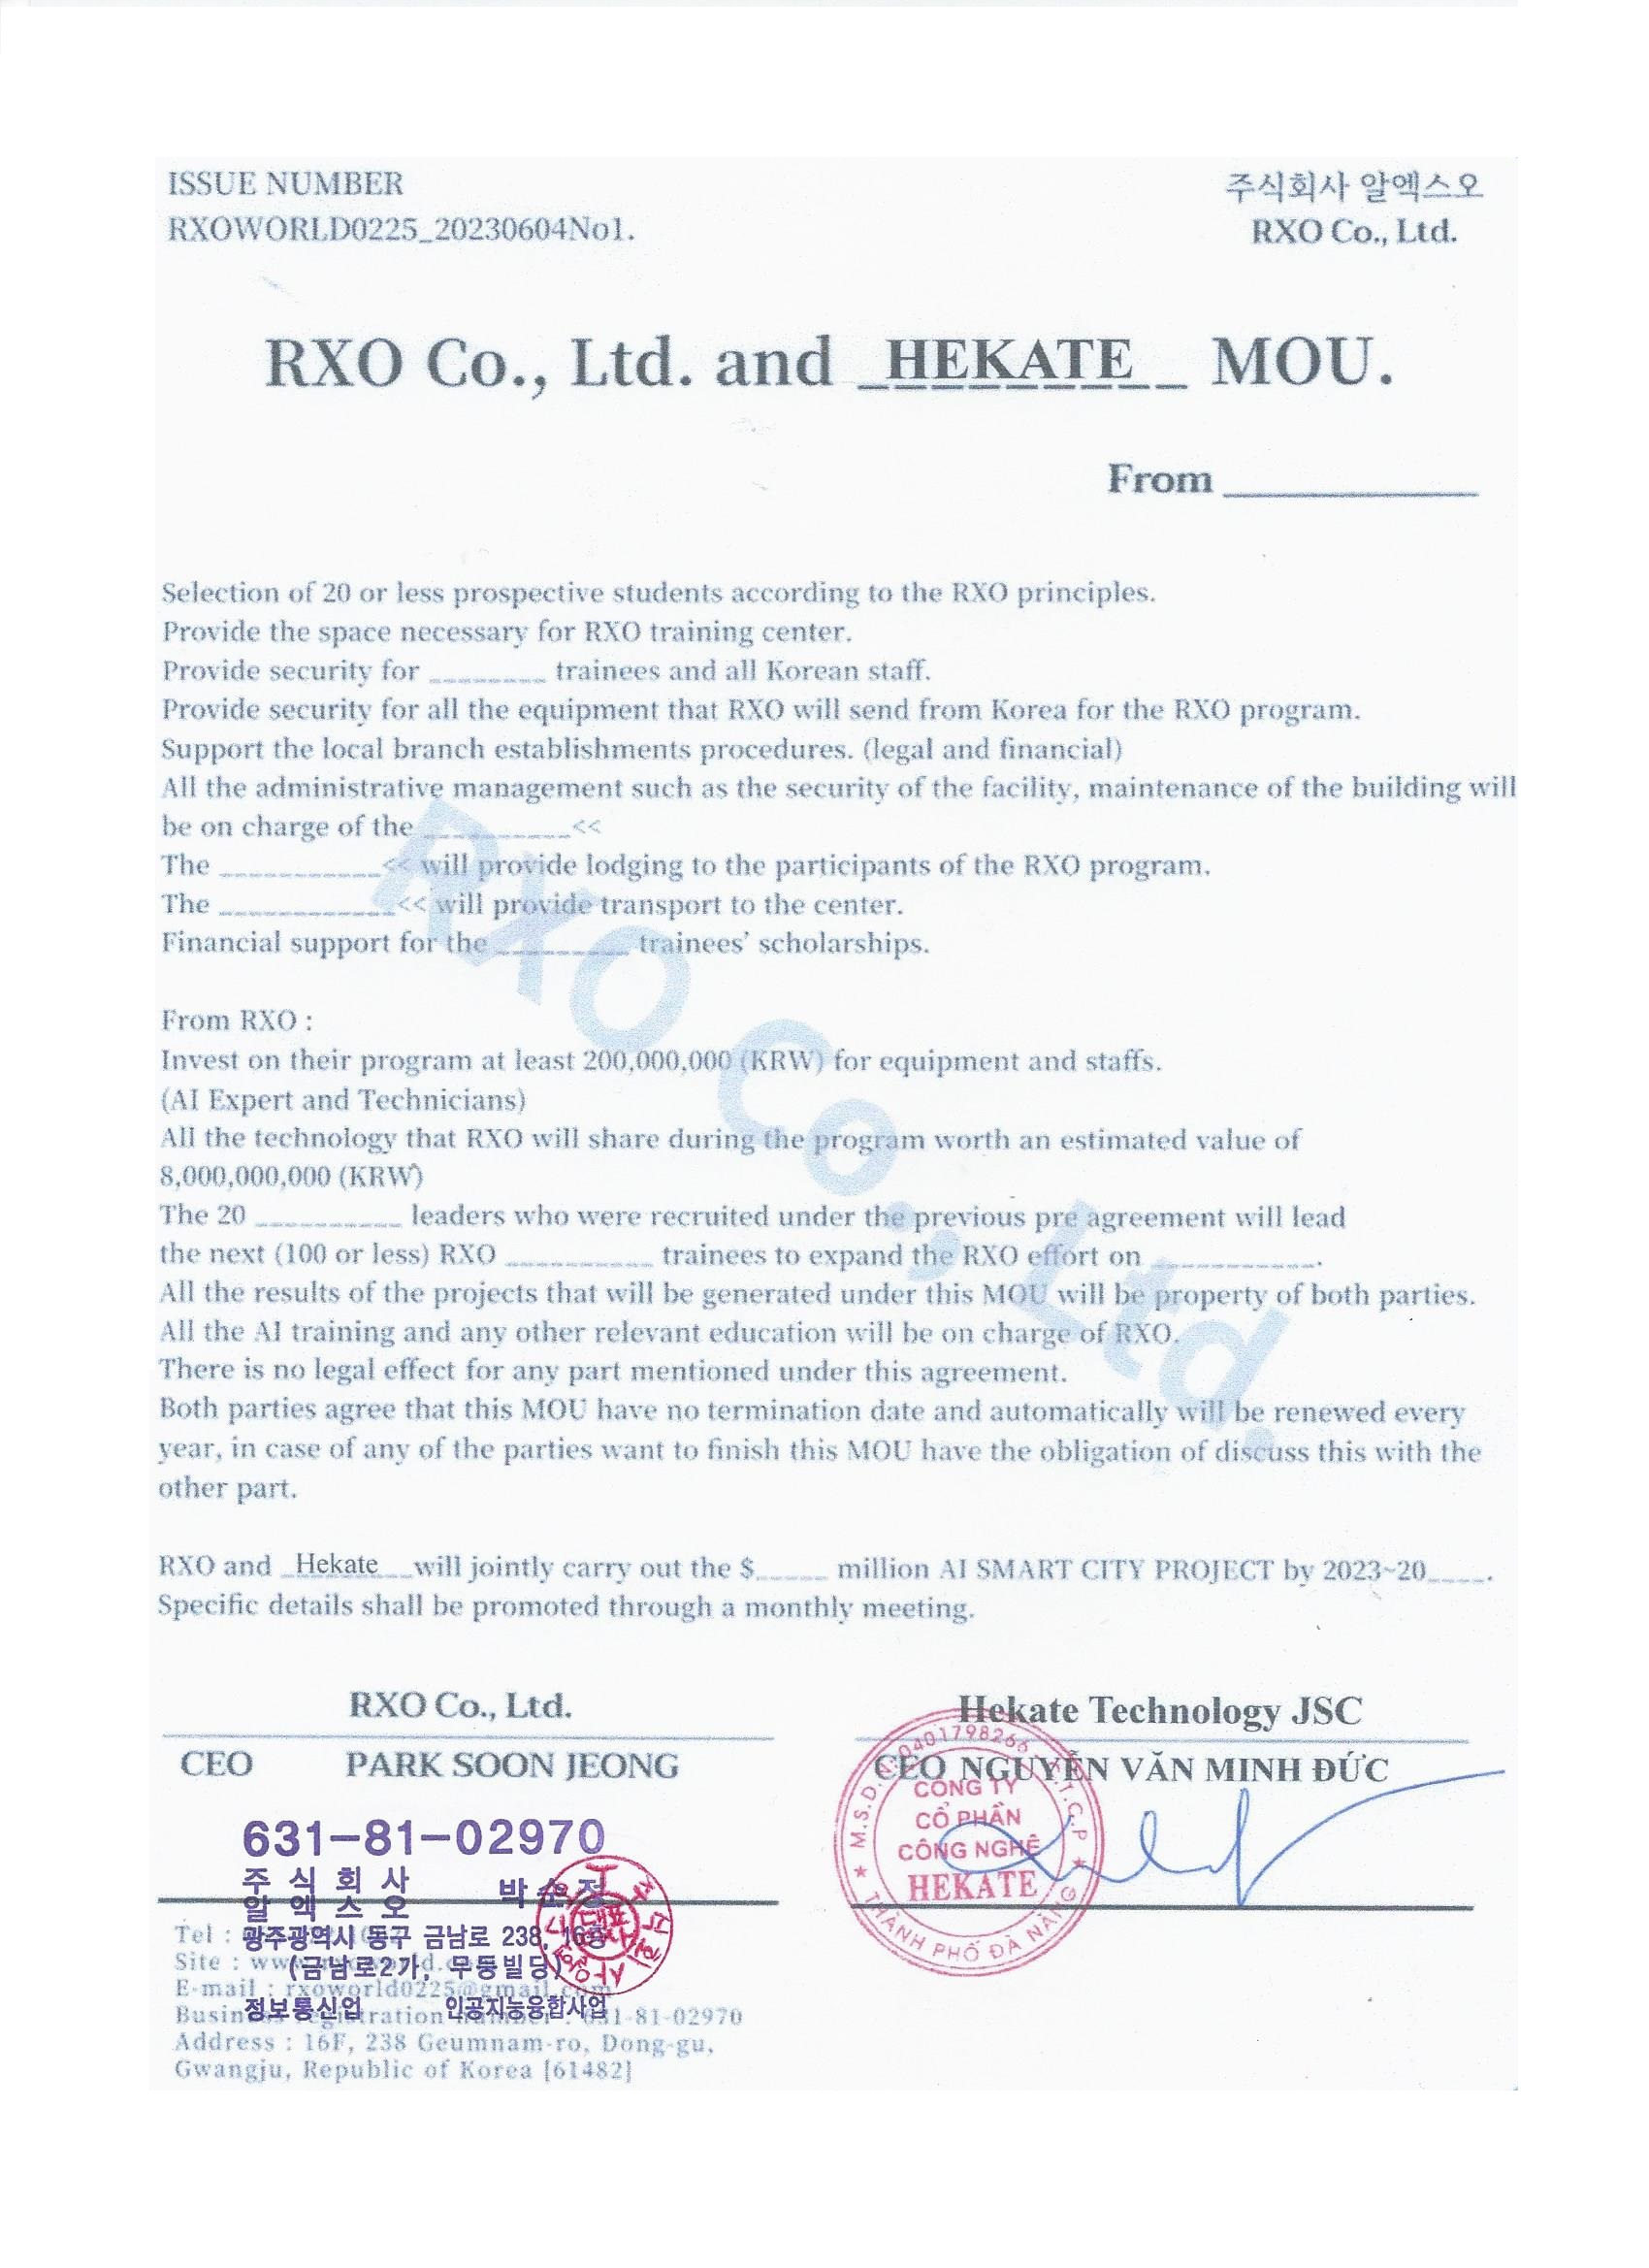 ISSUE NUMBER
RXOWORLD0225_20230604No1.
주식회사 알엑스오
RXO Co., Ltd.
RXO Co., Ltd. and _HEKATE_ MOU.
From ____________
Selection of 20 or less prospective students according to the RXO principles.
Provide the space necessary for RXO training center.
Provide security for ________ trainees and all Korean staff.
Provide security for all the equipment that RXO will send from Korea for the RXO program.
Support the local branch establishments procedures. (legal and financial)
All the administrative management such as the security of the facility, maintenance of the building will
be on charge of the __________<<
The ___________<< will provide lodging to the participants of the RXO program.
The ____________<< will provide transport to the center.
Financial support for the _________ trainees' scholarships.
From RXO :
Invest on their program at least 200,000,000 (KRW) for equipment and staffs.
(AI Expert and Technicians)
All the technology that RXO will share during the program worth an estimated value of
8,000,000,000 (KRW)
The 20 __________ leaders who were recruited under the previous pre agreement will lead
the next (100 or less) RXO __________ trainees to expand the RXO effort on ___________.
All the results of the projects that will be generated under this MOU will be property of both parties.
All the AI training and any other relevant education will be on charge of RXO.
There is no legal effect for any part mentioned under this agreement.
Both parties agree that this MOU have no termination date and automatically will be renewed every
year, in case of any of the parties want to finish this MOU have the obligation of discuss this with the
other part.
RXO and _Hekate__will jointly carry out the $_____ million AI SMART CITY PROJECT by 2023~20____.
Specific details shall be promoted through a monthly meeting.
RXO Co., Ltd.
RXO Co., Ltd.
CEO PARK SOON JEONG
631-81-02970
주식회사
알엑스오 박순정
광주광역시 동구 금남로 238, 16층
(금남로2가, 무등빌딩)
정보통신업 인공지능융합사업
Tel :
Site : www.
E-mail : rxoworld0225@gmail.com
Business registration number : 631-81-02970
Address : 16F, 238 Geumnam-ro, Dong-gu,
Gwangju, Republic of Korea [61482]
Hekate Technology JSC
CEO NGUYỄN VĂN MINH ĐỨC
M.S.D.N:0401798266 C.T.C.P
CÔNG TY
CỔ PHẦN
CÔNG NGHỆ
HEKATE
THÀNH PHỐ ĐÀ NẴNG